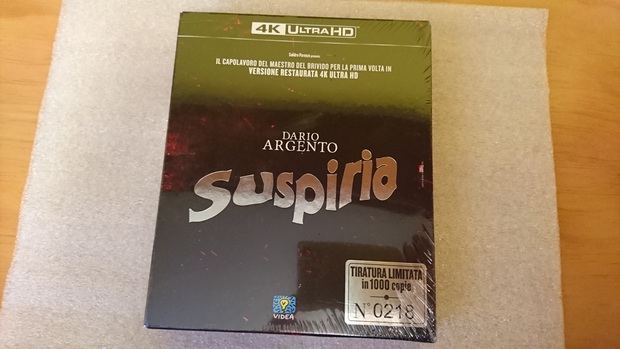 4K ULTRA HD
IL CAPOLAVORO DEL MAESTRO DEL BRIVIDO PER LA PRIMA VOLTA IN
VERSIONE RESTAURATA 4K ULTRA HD
DARIO
ARGENTO
Suspiria
TIRATURA LIMITATA
in 1000 copie
N° 0218
VIDEA